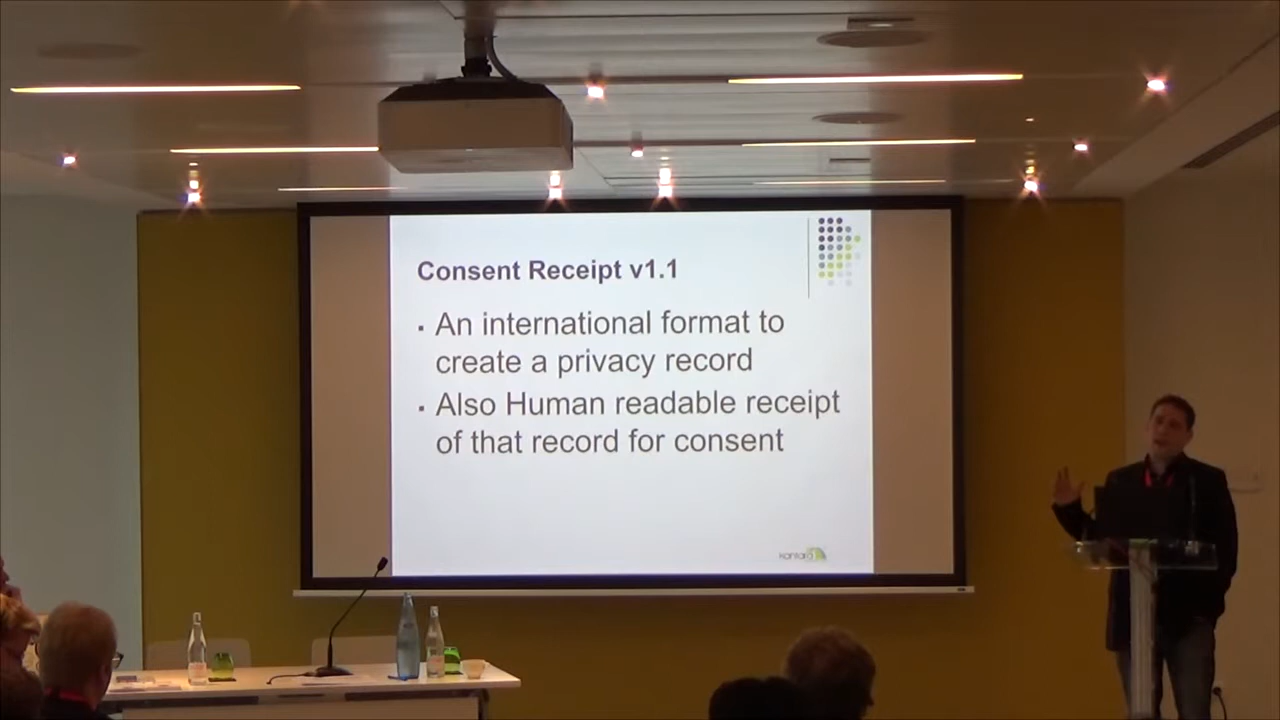 Consent Receipt v1.1
▪ An international format to
create a privacy record
▪ Also Human readable receipt
of that record for consent
kantara